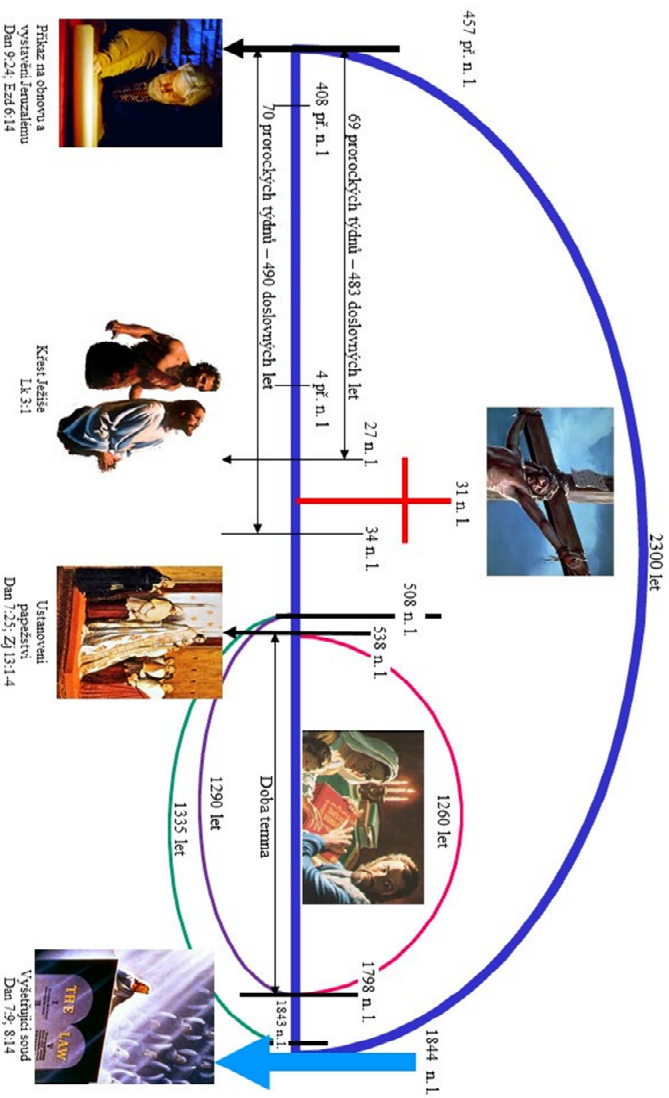 2300 let
457 př. n. l.
31 n. l.
1844 n. l.
408 př. n. l
4 př. n. l
27 n. l.
34 n. l.
508 n. l.
538 n. l.
1260 let
1798 n. l.
69 prorockých týdnů – 483 doslovných let
70 prorockých týdnů – 490 doslovných let
Doba temna
1843 n. l.
1290 let
1335 let
Příkaz na obnovu a
vystavění Jeruzalému
Dan 9:24; Ezd 6:14
Křest Ježíše
Lk 3:1
Ustanovení
papežství
Dan 7:25; Zj 13:1-4
THE LAW
Vyšetřující soud
Dan 7:9; 8:14